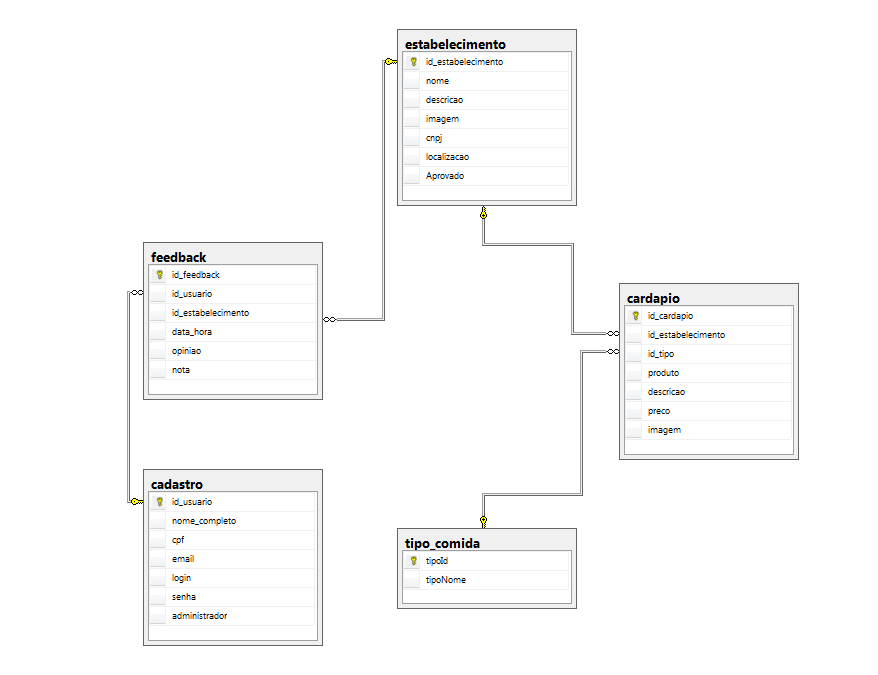 estabelecimento
id_estabelecimento
nome
descricao
imagem
cnpj
localizacao
Aprovado
feedback
id_feedback
id_usuario
id_estabelecimento
data_hora
opiniao
nota
cardapio
id_cardapio
id_estabelecimento
id_tipo
produto
descricao
preco
imagem
cadastro
id_usuario
nome_completo
cpf
email
login
senha
administrador
tipo_comida
tipoId
tipoNome